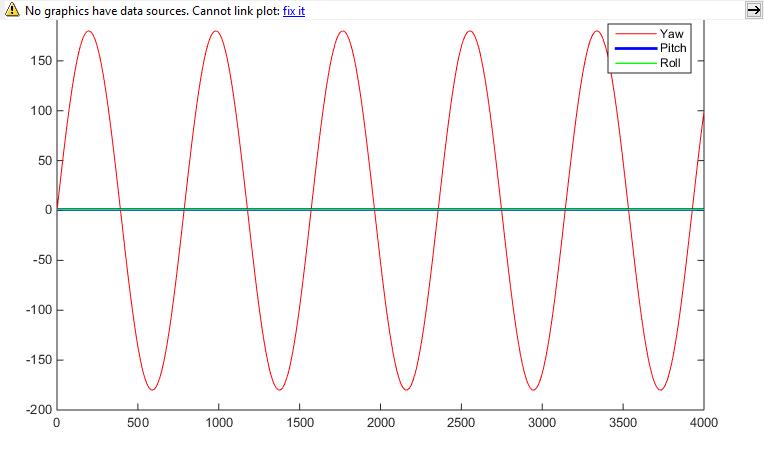 No graphics have data sources. Cannot link plot: fix it
Yaw
Pitch
Roll
150
100
50
0
-50
-100
-150
-200
0 500 1000 1500 2000 2500 3000 3500 4000